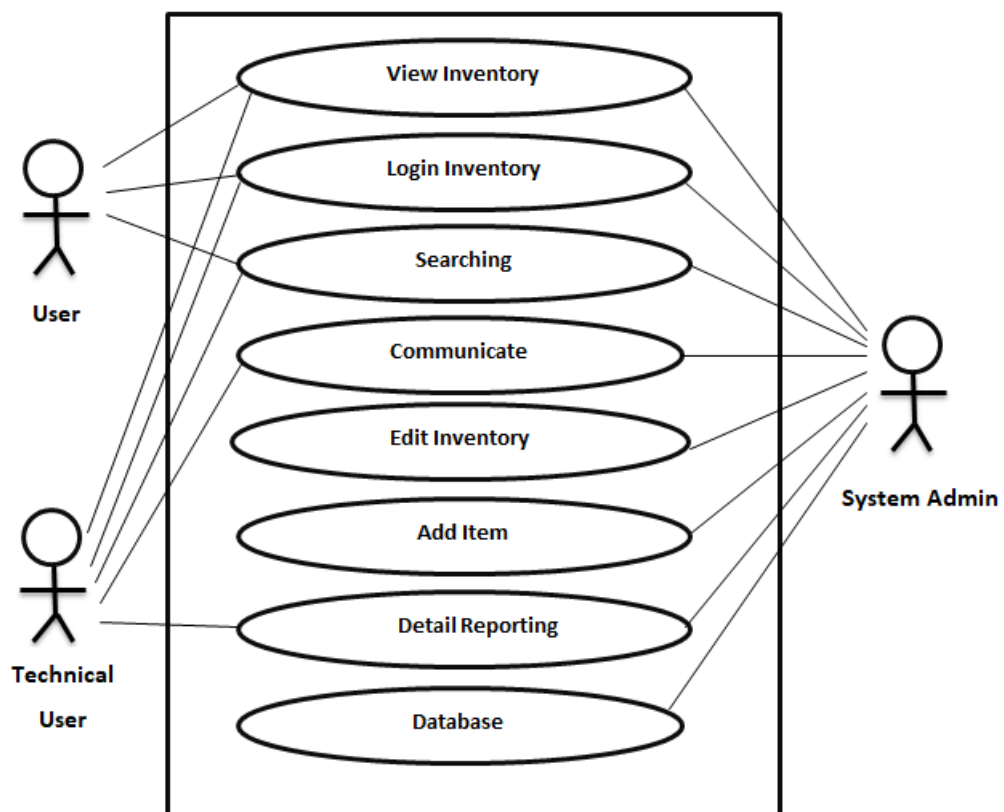 View Inventory
Login Inventory
Searching
User
Communicate
Edit Inventory
System Admin
Add Item
Detail Reporting
Technical
User
Database